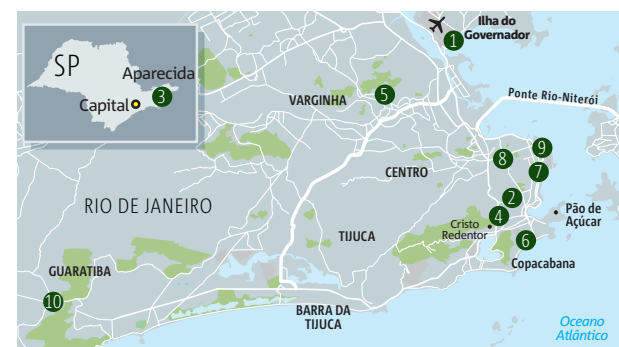 Ilha do
Governador
1
SP
Aparecida
Capital
3
VARGINHA
5
Ponte Rio-Niterói
9
8
7
CENTRO
2
RIO DE JANEIRO
4
Cristo
Redentor
Pão de
Açúcar
TIJUCA
6
Copacabana
GUARATIBA
10
BARRA DA
TIJUCA
Oceano
Atlântico